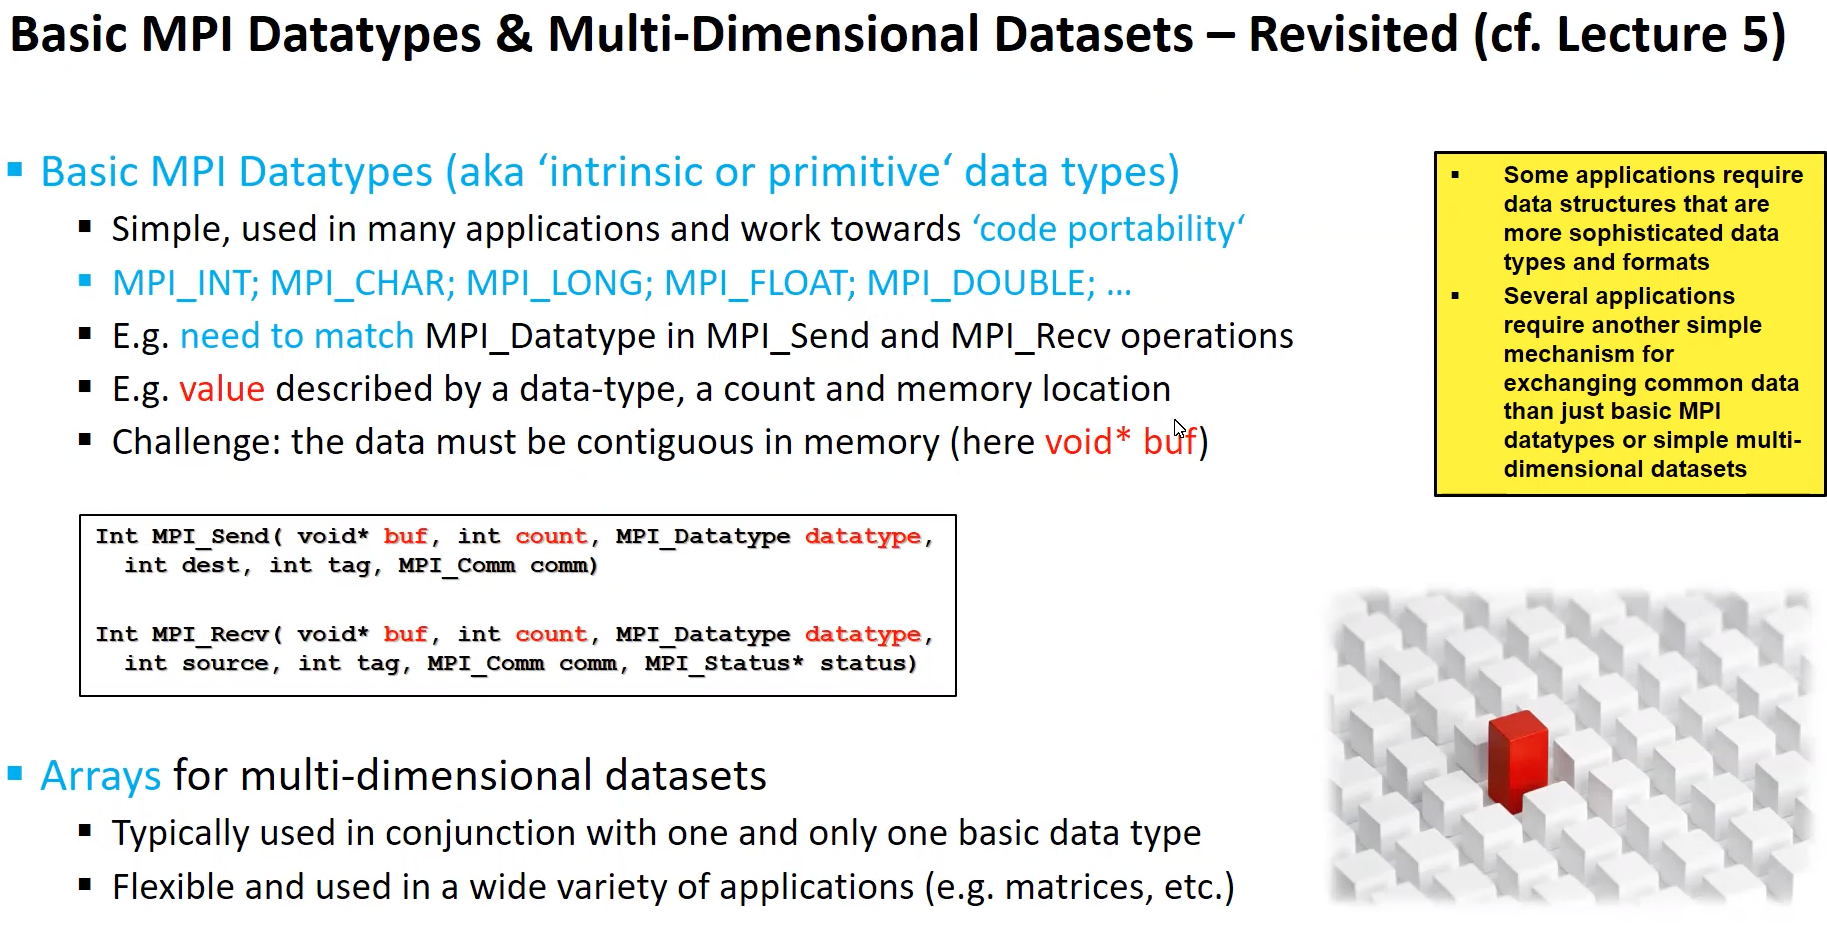 Basic MPI Datatypes & Multi-Dimensional Datasets – Revisited (cf. Lecture 5)
Basic MPI Datatypes (aka ‘intrinsic or primitive‘ data types)
Simple, used in many applications and work towards ‘code portability‘
MPI_INT; MPI_CHAR; MPI_LONG; MPI_FLOAT; MPI_DOUBLE; …
E.g. need to match MPI_Datatype in MPI_Send and MPI_Recv operations
E.g. value described by a data-type, a count and memory location
Challenge: the data must be contiguous in memory (here void* buf)
Int MPI_Send( void* buf, int count, MPI_Datatype datatype,
int dest, int tag, MPI_Comm comm)
Int MPI_Recv( void* buf, int count, MPI_Datatype datatype,
int source, int tag, MPI_Comm comm, MPI_Status* status)
Arrays for multi-dimensional datasets
Typically used in conjunction with one and only one basic data type
Flexible and used in a wide variety of applications (e.g. matrices, etc.)
Some applications require
data structures that are
more sophisticated data
types and formats
Several applications
require another simple
mechanism for
exchanging common data
than just basic MPI
datatypes or simple multi-
dimensional datasets